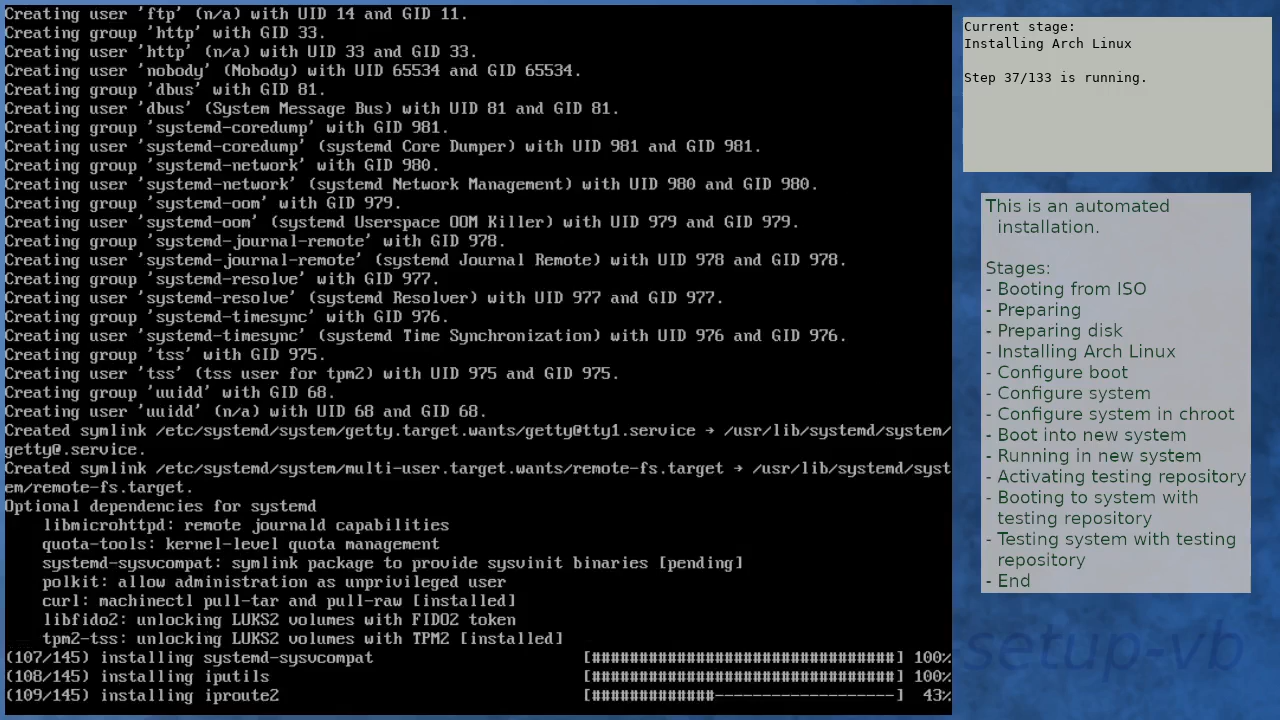 Creating user 'ftp' (n/a) with UID 14 and GID 11.
Creating group 'http' with GID 33.
Creating user 'http' (n/a) with UID 33 and GID 33.
Creating user 'nobody' (Nobody) with UID 65534 and GID 65534.
Creating group 'dbus' with GID 81.
Creating user 'dbus' (System Message Bus) with UID 81 and GID 81.
Creating group 'systemd-coredump' with GID 981.
Creating user 'systemd-coredump' (systemd Core Dumper) with UID 981 and GID 981.
Creating group 'systemd-network' with GID 980.
Creating user 'systemd-network' (systemd Network Management) with UID 980 and GID 980.
Creating group 'systemd-oom' with GID 979.
Creating user 'systemd-oom' (systemd Userspace OOM Killer) with UID 979 and GID 979.
Creating group 'systemd-journal-remote' with GID 978.
Creating user 'systemd-journal-remote' (systemd Journal Remote) with UID 978 and GID 978.
Creating group 'systemd-resolve' with GID 977.
Creating user 'systemd-resolve' (systemd Resolver) with UID 977 and GID 977.
Creating group 'systemd-timesync' with GID 976.
Creating user 'systemd-timesync' (systemd Time Synchronization) with UID 976 and GID 976.
Creating group 'tss' with GID 975.
Creating user 'tss' (tss user for tpm2) with UID 975 and GID 975.
Creating group 'uuidd' with GID 68.
Creating user 'uuidd' (n/a) with UID 68 and GID 68.
Created symlink /etc/systemd/system/getty.target.wants/getty@tty1.service → /usr/lib/systemd/system/
getty@.service.
Created symlink /etc/systemd/system/multi-user.target.wants/remote-fs.target → /usr/lib/systemd/syst
em/remote-fs.target.
Optional dependencies for systemd
    libmicrohttpd: remote journald capabilities
    quota-tools: kernel-level quota management
    systemd-sysvcompat: symlink package to provide sysvinit binaries [pending]
    polkit: allow administration as unprivileged user
    curl: machinectl pull-tar and pull-raw [installed]
    libfido2: unlocking LUKS2 volumes with FIDO2 token
    tpm2-tss: unlocking LUKS2 volumes with TPM2 [installed]
(107/145) installing systemd-sysvcompat [################################] 100%
(108/145) installing iputils [################################] 100%
(109/145) installing iproute2 [#############-------------------] 43%
Current stage:
Installing Arch Linux
Step 37/133 is running.
This is an automated
installation.
Stages:
- Booting from ISO
- Preparing
- Preparing disk
- Installing Arch Linux
- Configure boot
- Configure system
- Configure system in chroot
- Boot into new system
- Running in new system
- Activating testing repository
- Booting to system with
testing repository
- Testing system with testing
repository
- End
setup-vb